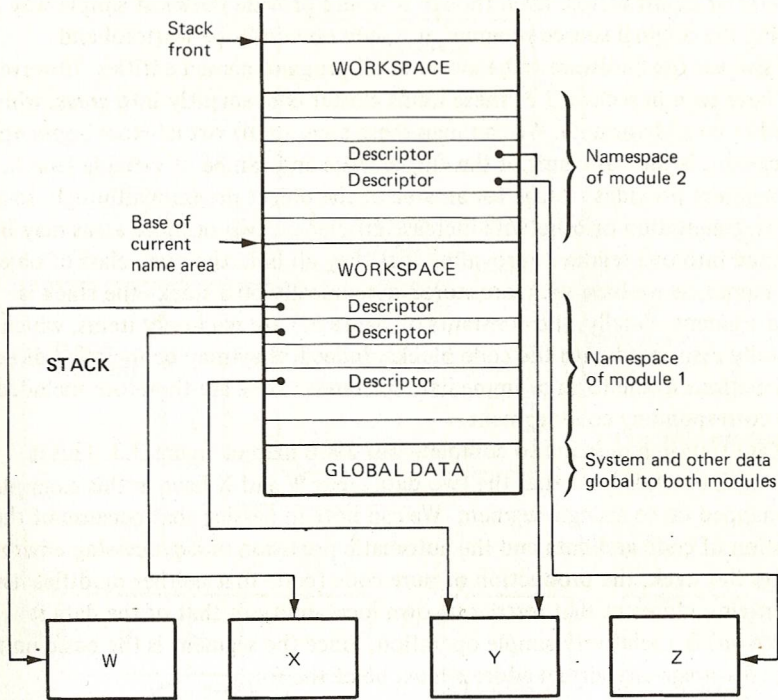 Stack
front
WORKSPACE
Descriptor
Descriptor
Namespace
of module 2
Base of
current
name area
WORKSPACE
Descriptor
Descriptor
STACK
Descriptor
Namespace
of module 1
GLOBAL DATA
System and other data
global to both modules
W
X
Y
Z